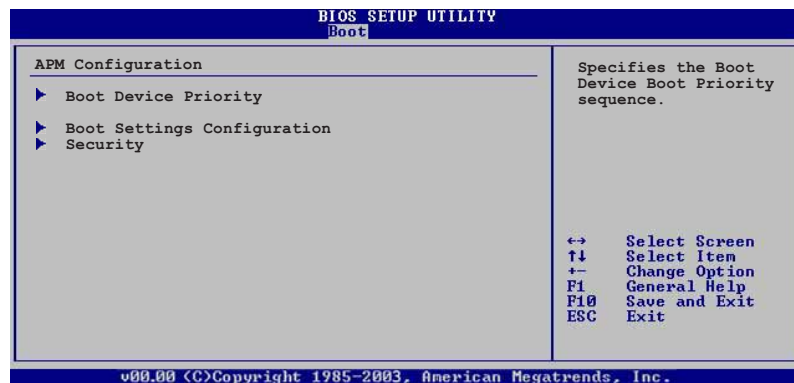 BIOS SETUP UTILITY
Boot
APM Configuration
Boot Device Priority
Boot Settings Configuration
Security
Specifies the Boot
Device Boot Priority
sequence.
←→ Select Screen
↑↓ Select Item
+- Change Option
F1 General Help
F10 Save and Exit
ESC Exit
v00.00 (C)Copyright 1985-2003, American Megatrends, Inc.